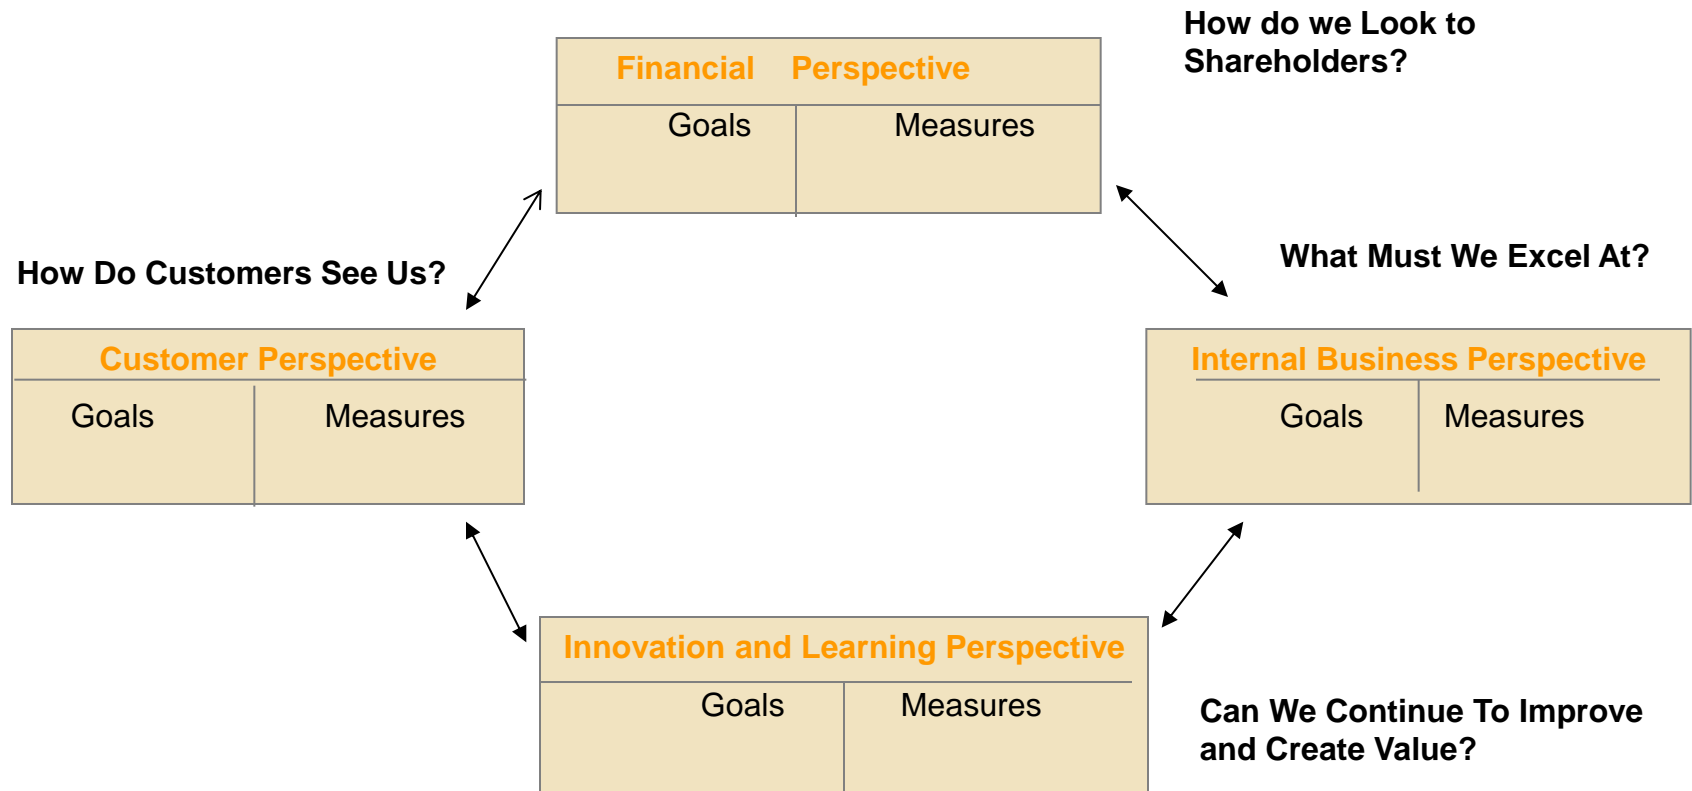 How do we Look to
Shareholders?
Financial Perspective
Goals Measures
How Do Customers See Us?
What Must We Excel At?
Customer Perspective
Goals Measures
Internal Business Perspective
Goals Measures
Innovation and Learning Perspective
Goals Measures
Can We Continue To Improve
and Create Value?